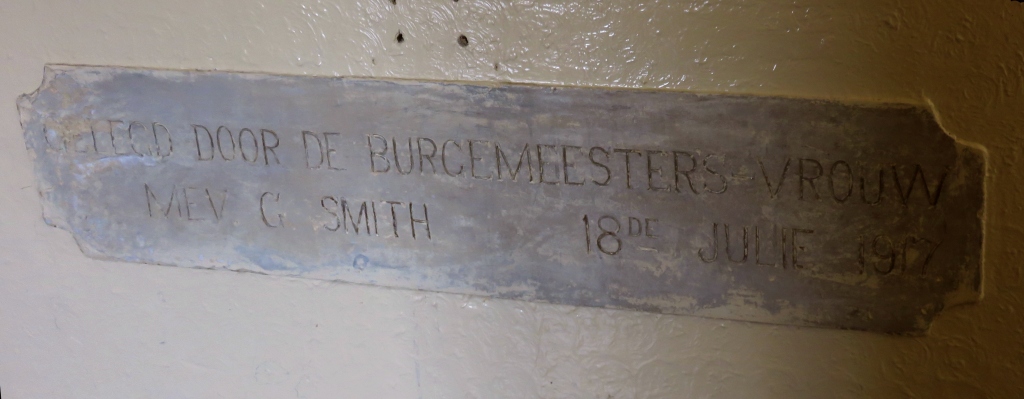 GELEGD DOOR DE BURGEMEESTERS-VROUW
MEV G SMITH 18DE JULIE 1917